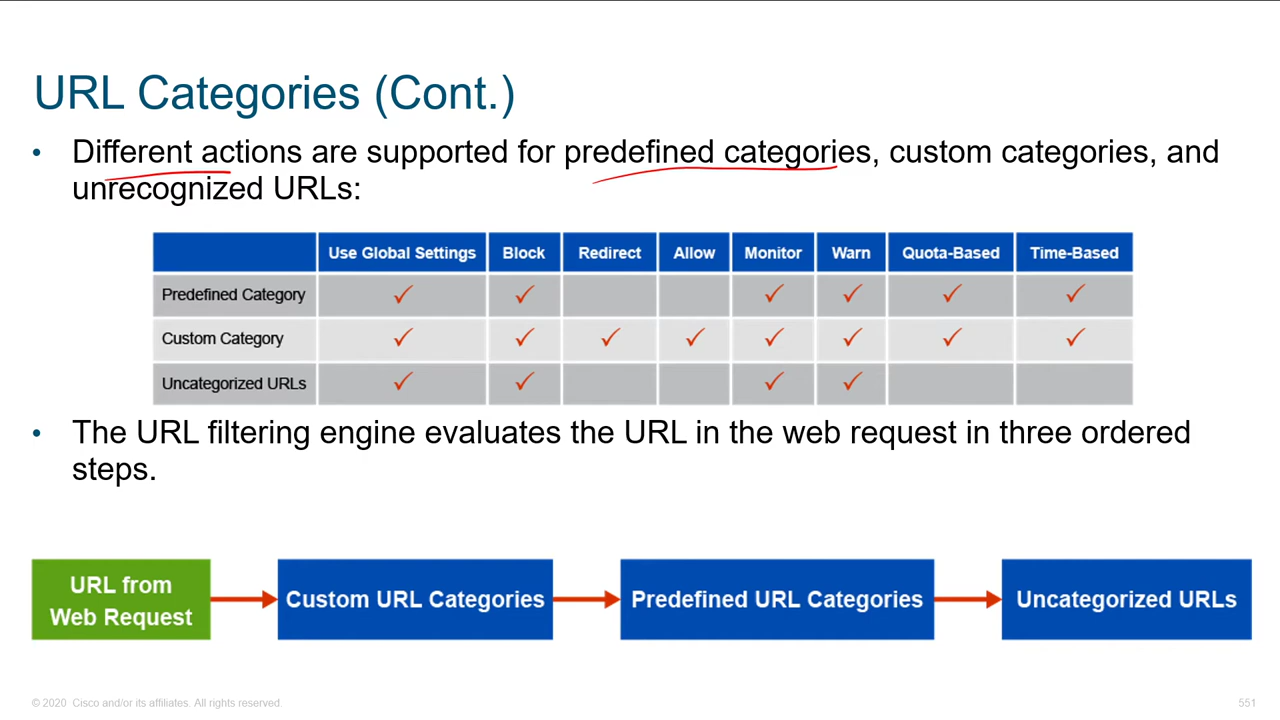 URL Categories (Cont.)
• Different actions are supported for predefined categories, custom categories, and
unrecognized URLs:
Use Global Settings Block Redirect Allow Monitor Warn Quota-Based Time-Based
Predefined Category ✓ ✓ ✓ ✓ ✓ ✓
Custom Category ✓ ✓ ✓ ✓ ✓ ✓ ✓ ✓
Uncategorized URLs ✓ ✓ ✓ ✓
• The URL filtering engine evaluates the URL in the web request in three ordered
steps.
URL from
Web Request
Custom URL Categories
Predefined URL Categories
Uncategorized URLs
© 2020 Cisco and/or its affiliates. All rights reserved.
551